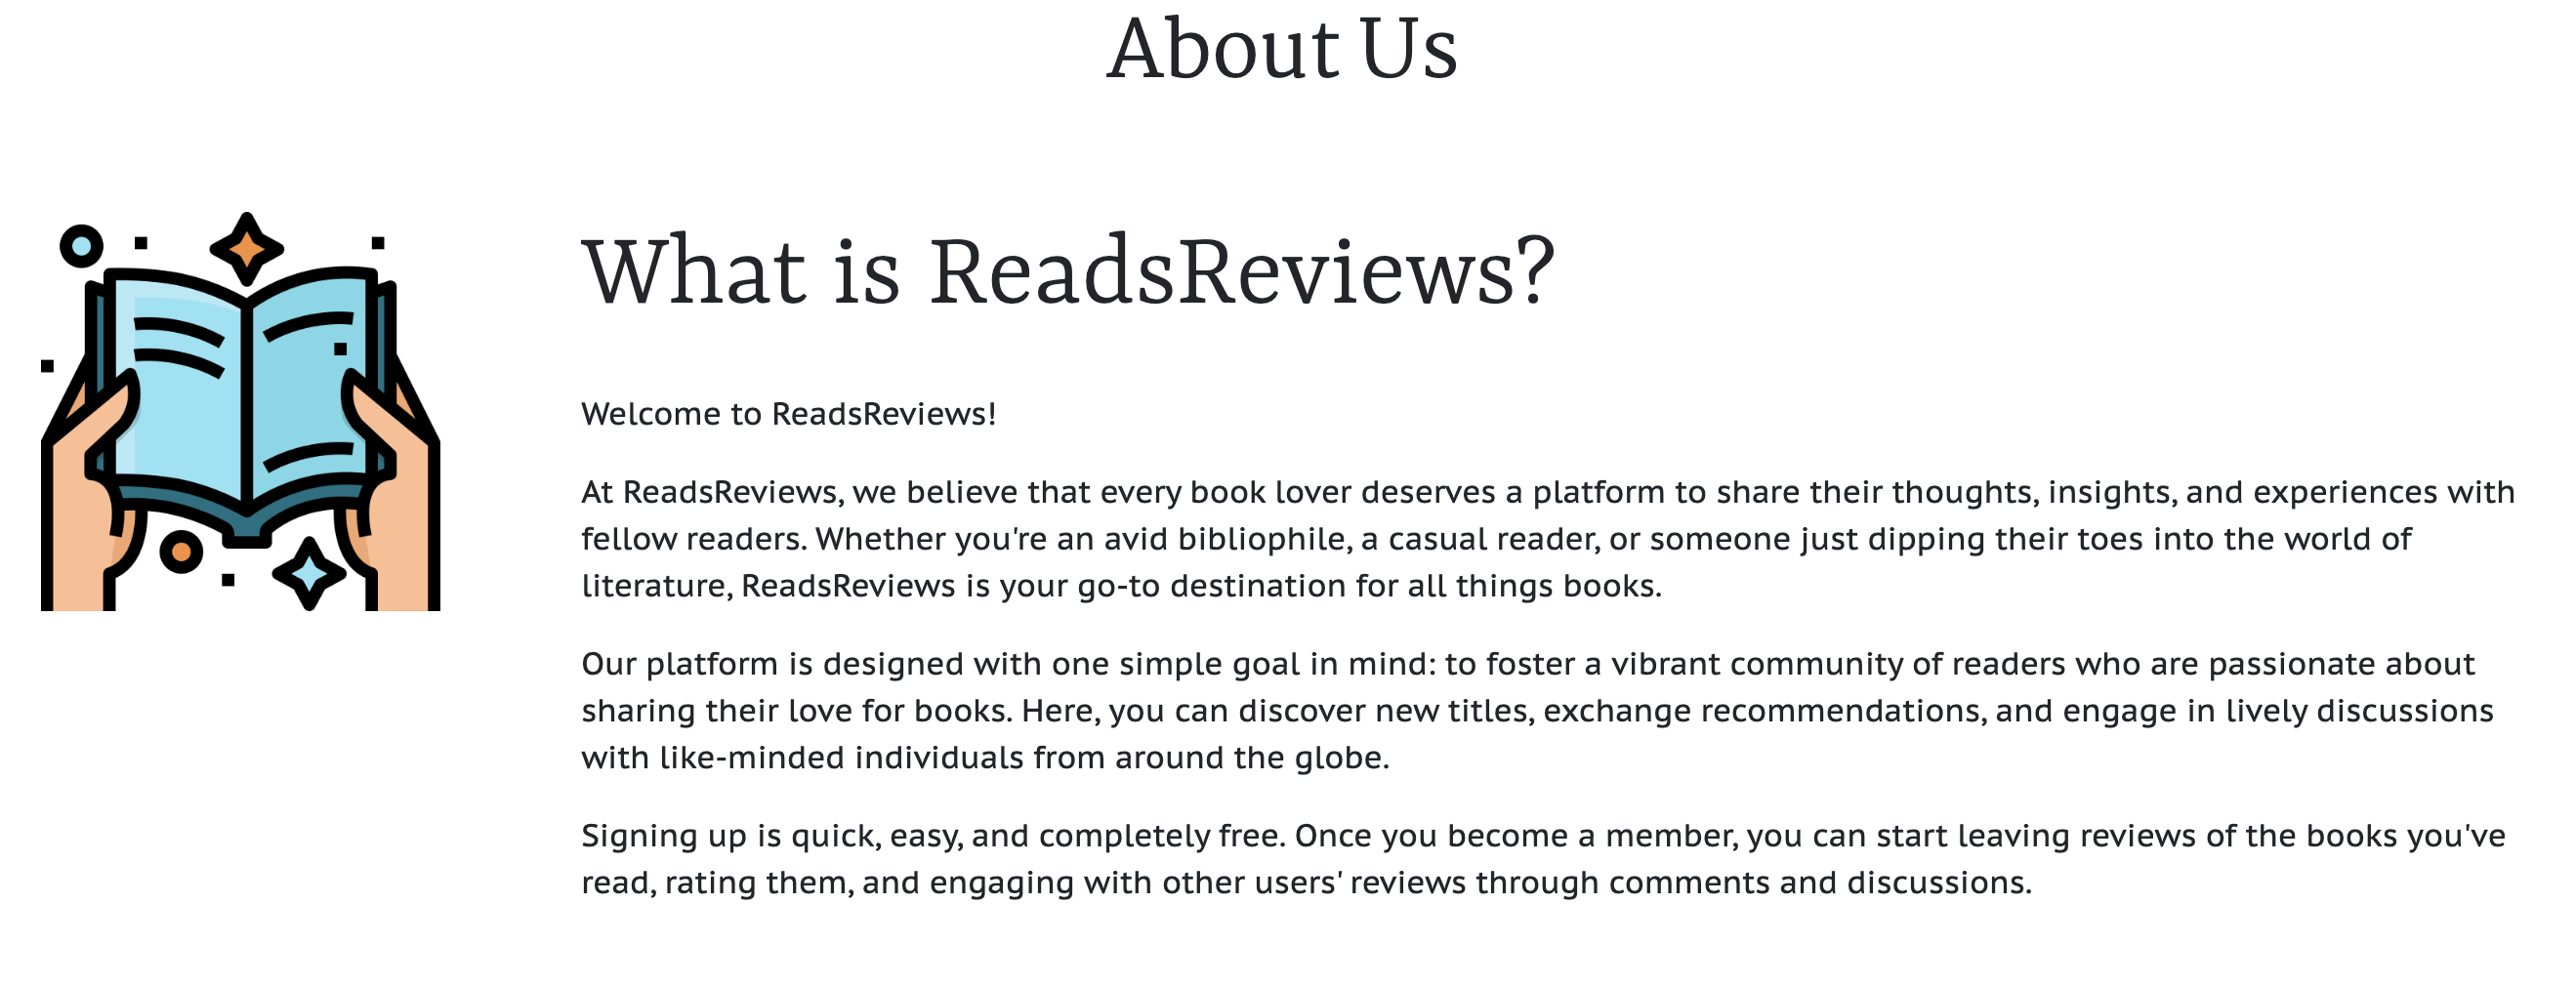 About Us
What is ReadsReviews?
Welcome to ReadsReviews!
At ReadsReviews, we believe that every book lover deserves a platform to share their thoughts, insights, and experiences with
fellow readers. Whether you're an avid bibliophile, a casual reader, or someone just dipping their toes into the world of
literature, ReadsReviews is your go-to destination for all things books.
Our platform is designed with one simple goal in mind: to foster a vibrant community of readers who are passionate about
sharing their love for books. Here, you can discover new titles, exchange recommendations, and engage in lively discussions
with like-minded individuals from around the globe.
Signing up is quick, easy, and completely free. Once you become a member, you can start leaving reviews of the books you've
read, rating them, and engaging with other users' reviews through comments and discussions.